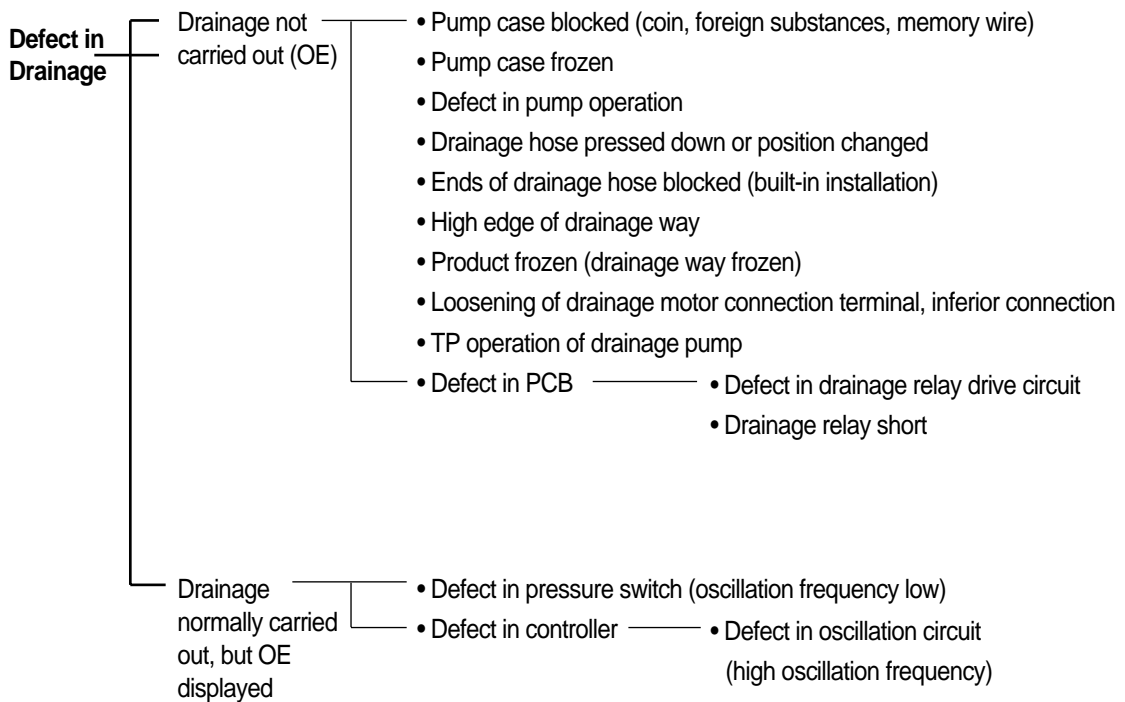 Defect in
Drainage
Drainage not
carried out (OE)
• Pump case blocked (coin, foreign substances, memory wire)
• Pump case frozen
• Defect in pump operation
• Drainage hose pressed down or position changed
• Ends of drainage hose blocked (built-in installation)
• High edge of drainage way
• Product frozen (drainage way frozen)
• Loosening of drainage motor connection terminal, inferior connection
• TP operation of drainage pump
• Defect in PCB
• Defect in drainage relay drive circuit
• Drainage relay short
Drainage
normally carried
out, but OE
displayed
• Defect in pressure switch (oscillation frequency low)
• Defect in controller
• Defect in oscillation circuit
(high oscillation frequency)